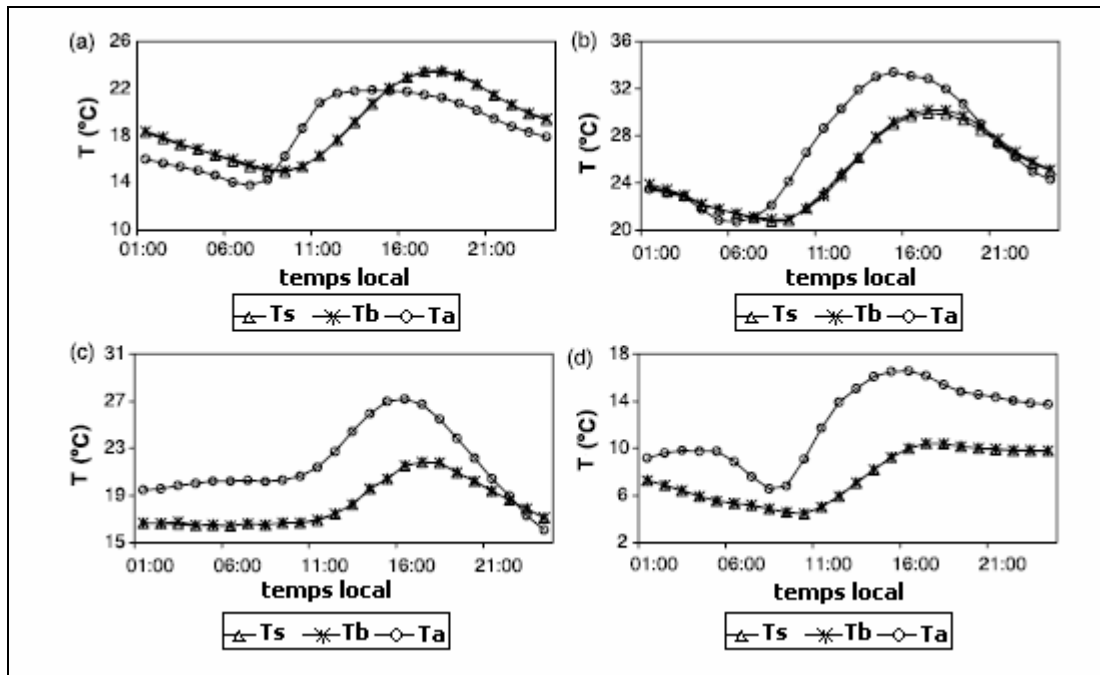 (a)
26
22
18
14
10
T (°C)
01:00 06:00 11:00 16:00 21:00
temps local
Ts Tb Ta
(b)
36
32
28
24
20
T (°C)
01:00 06:00 11:00 16:00 21:00
temps local
Ts Tb Ta
(c)
31
27
23
19
15
T (°C)
01:00 06:00 11:00 16:00 21:00
temps local
Ts Tb Ta
(d)
18
14
10
6
2
T (°C)
01:00 06:00 11:00 16:00 21:00
temps local
Ts Tb Ta